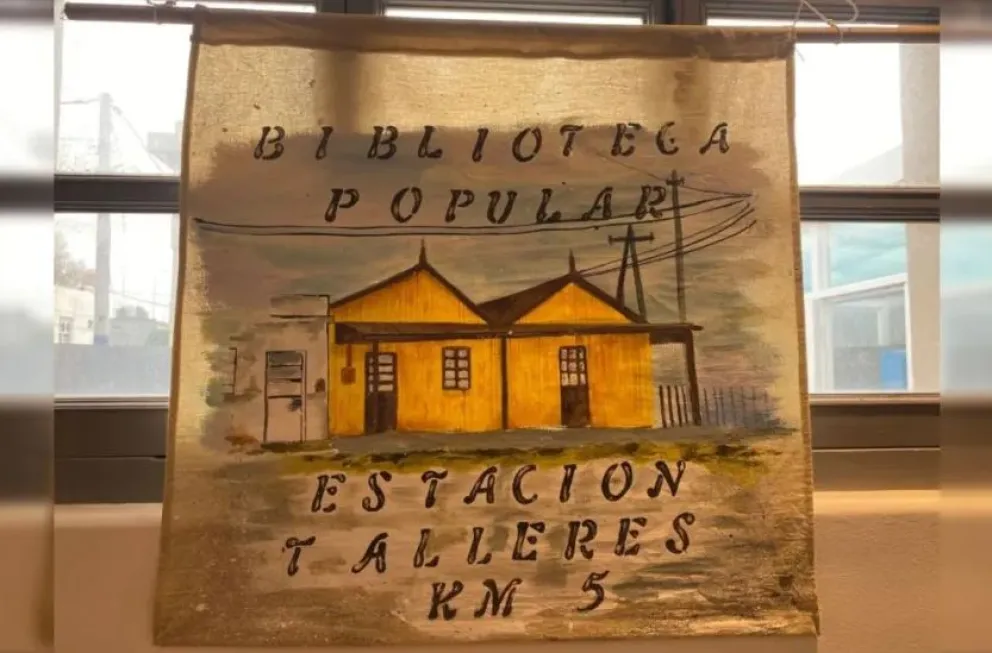 BIBLIOTECA
POPULAR
ESTACION
TALLERES
KM 5